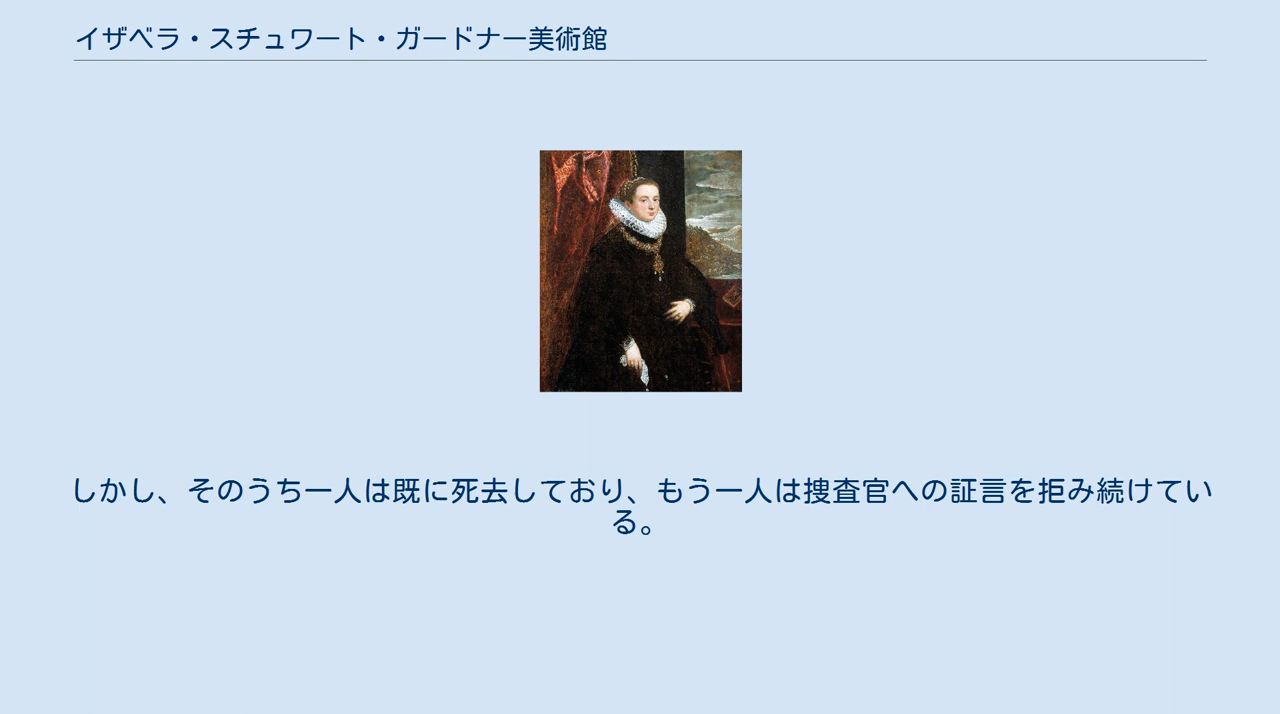 イザベラ・スチュワート・ガードナー美術館
しかし、そのうち一人は既に死去しており、もう一人は捜査官への証言を拒み続けてい
る。